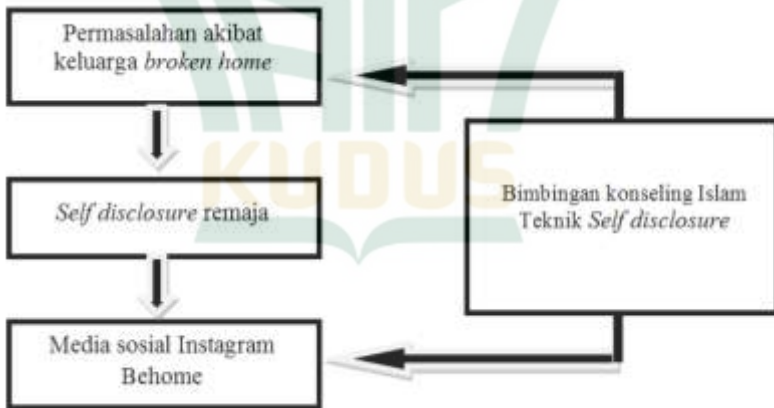 Permasalahan akibat
keluarga broken home
Self disclosure remaja
Media sosial Instagram
Behome
Bimbingan konseling Islam
Teknik Self disclosure
KUDUS